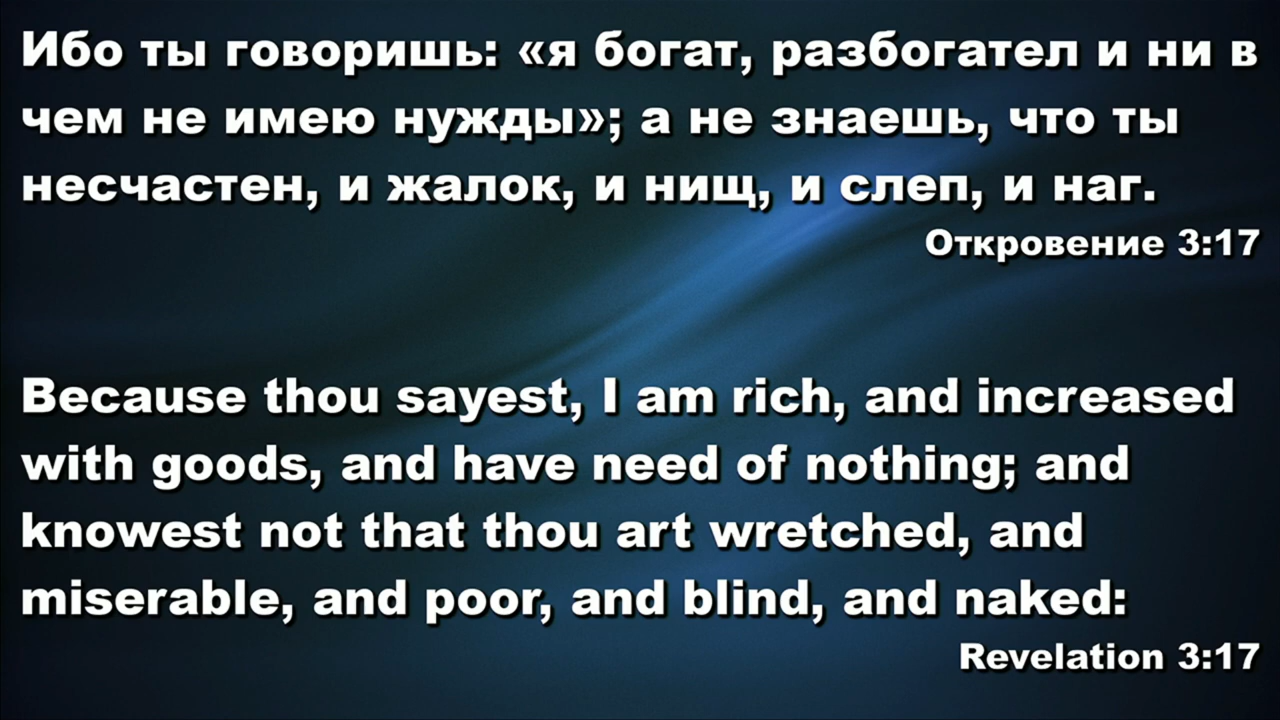 Ибо ты говоришь: «я богат, разбогател и ни в
чем не имею нужды»; а не знаешь, что ты
несчастен, и жалок, и нищ, и слеп, и наг.
Откровение 3:17
Because thou sayest, I am rich, and increased
with goods, and have need of nothing; and
knowest not that thou art wretched, and
miserable, and poor, and blind, and naked:
Revelation 3:17